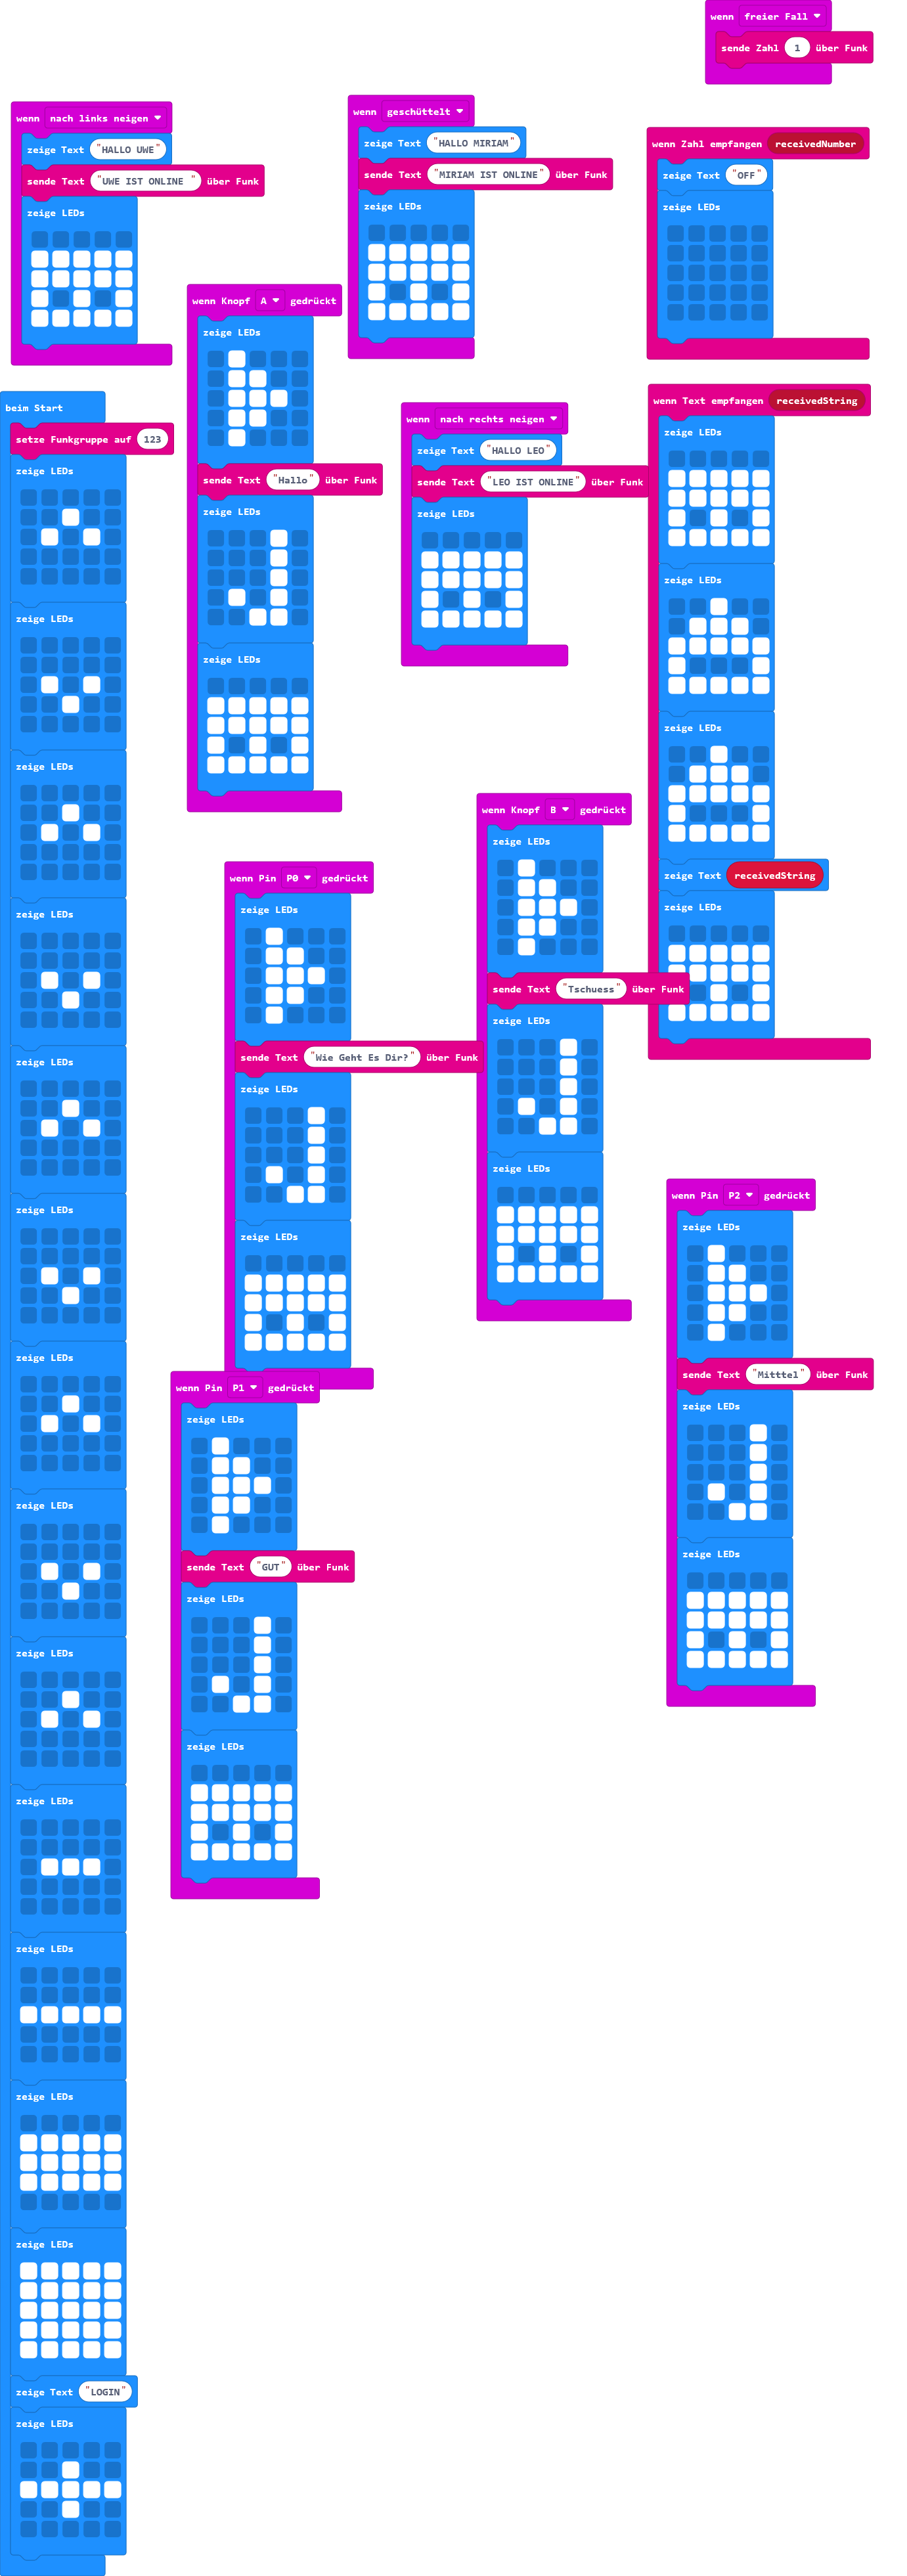 wenn freier Fall
sende Zahl 1 über Funk
wenn nach links neigen
zeige Text "HALLO UWE"
sende Text "UWE IST ONLINE " über Funk
zeige LEDs
wenn geschüttelt
zeige Text "HALLO MIRIAM"
sende Text "MIRIAM IST ONLINE" über Funk
zeige LEDs
wenn Zahl empfangen receivedNumber
zeige Text "OFF"
zeige LEDs
wenn Knopf A gedrückt
zeige LEDs
sende Text "Hallo" über Funk
zeige LEDs
zeige LEDs
beim Start
setze Funkgruppe auf 123
zeige LEDs
zeige LEDs
zeige LEDs
zeige LEDs
zeige LEDs
zeige LEDs
zeige LEDs
zeige LEDs
zeige LEDs
zeige LEDs
zeige LEDs
zeige LEDs
zeige LEDs
zeige Text "LOGIN"
zeige LEDs
wenn nach rechts neigen
zeige Text "HALLO LEO"
sende Text "LEO IST ONLINE" über Funk
zeige LEDs
wenn Text empfangen receivedString
zeige LEDs
zeige LEDs
zeige LEDs
zeige Text receivedString
zeige LEDs
wenn Knopf B gedrückt
zeige LEDs
sende Text "Tschuess" über Funk
zeige LEDs
zeige LEDs
wenn Pin P0 gedrückt
zeige LEDs
sende Text "Wie Geht Es Dir?" über Funk
zeige LEDs
zeige LEDs
wenn Pin P2 gedrückt
zeige LEDs
sende Text "Mitttel" über Funk
zeige LEDs
zeige LEDs
wenn Pin P1 gedrückt
zeige LEDs
sende Text "GUT" über Funk
zeige LEDs
zeige LEDs